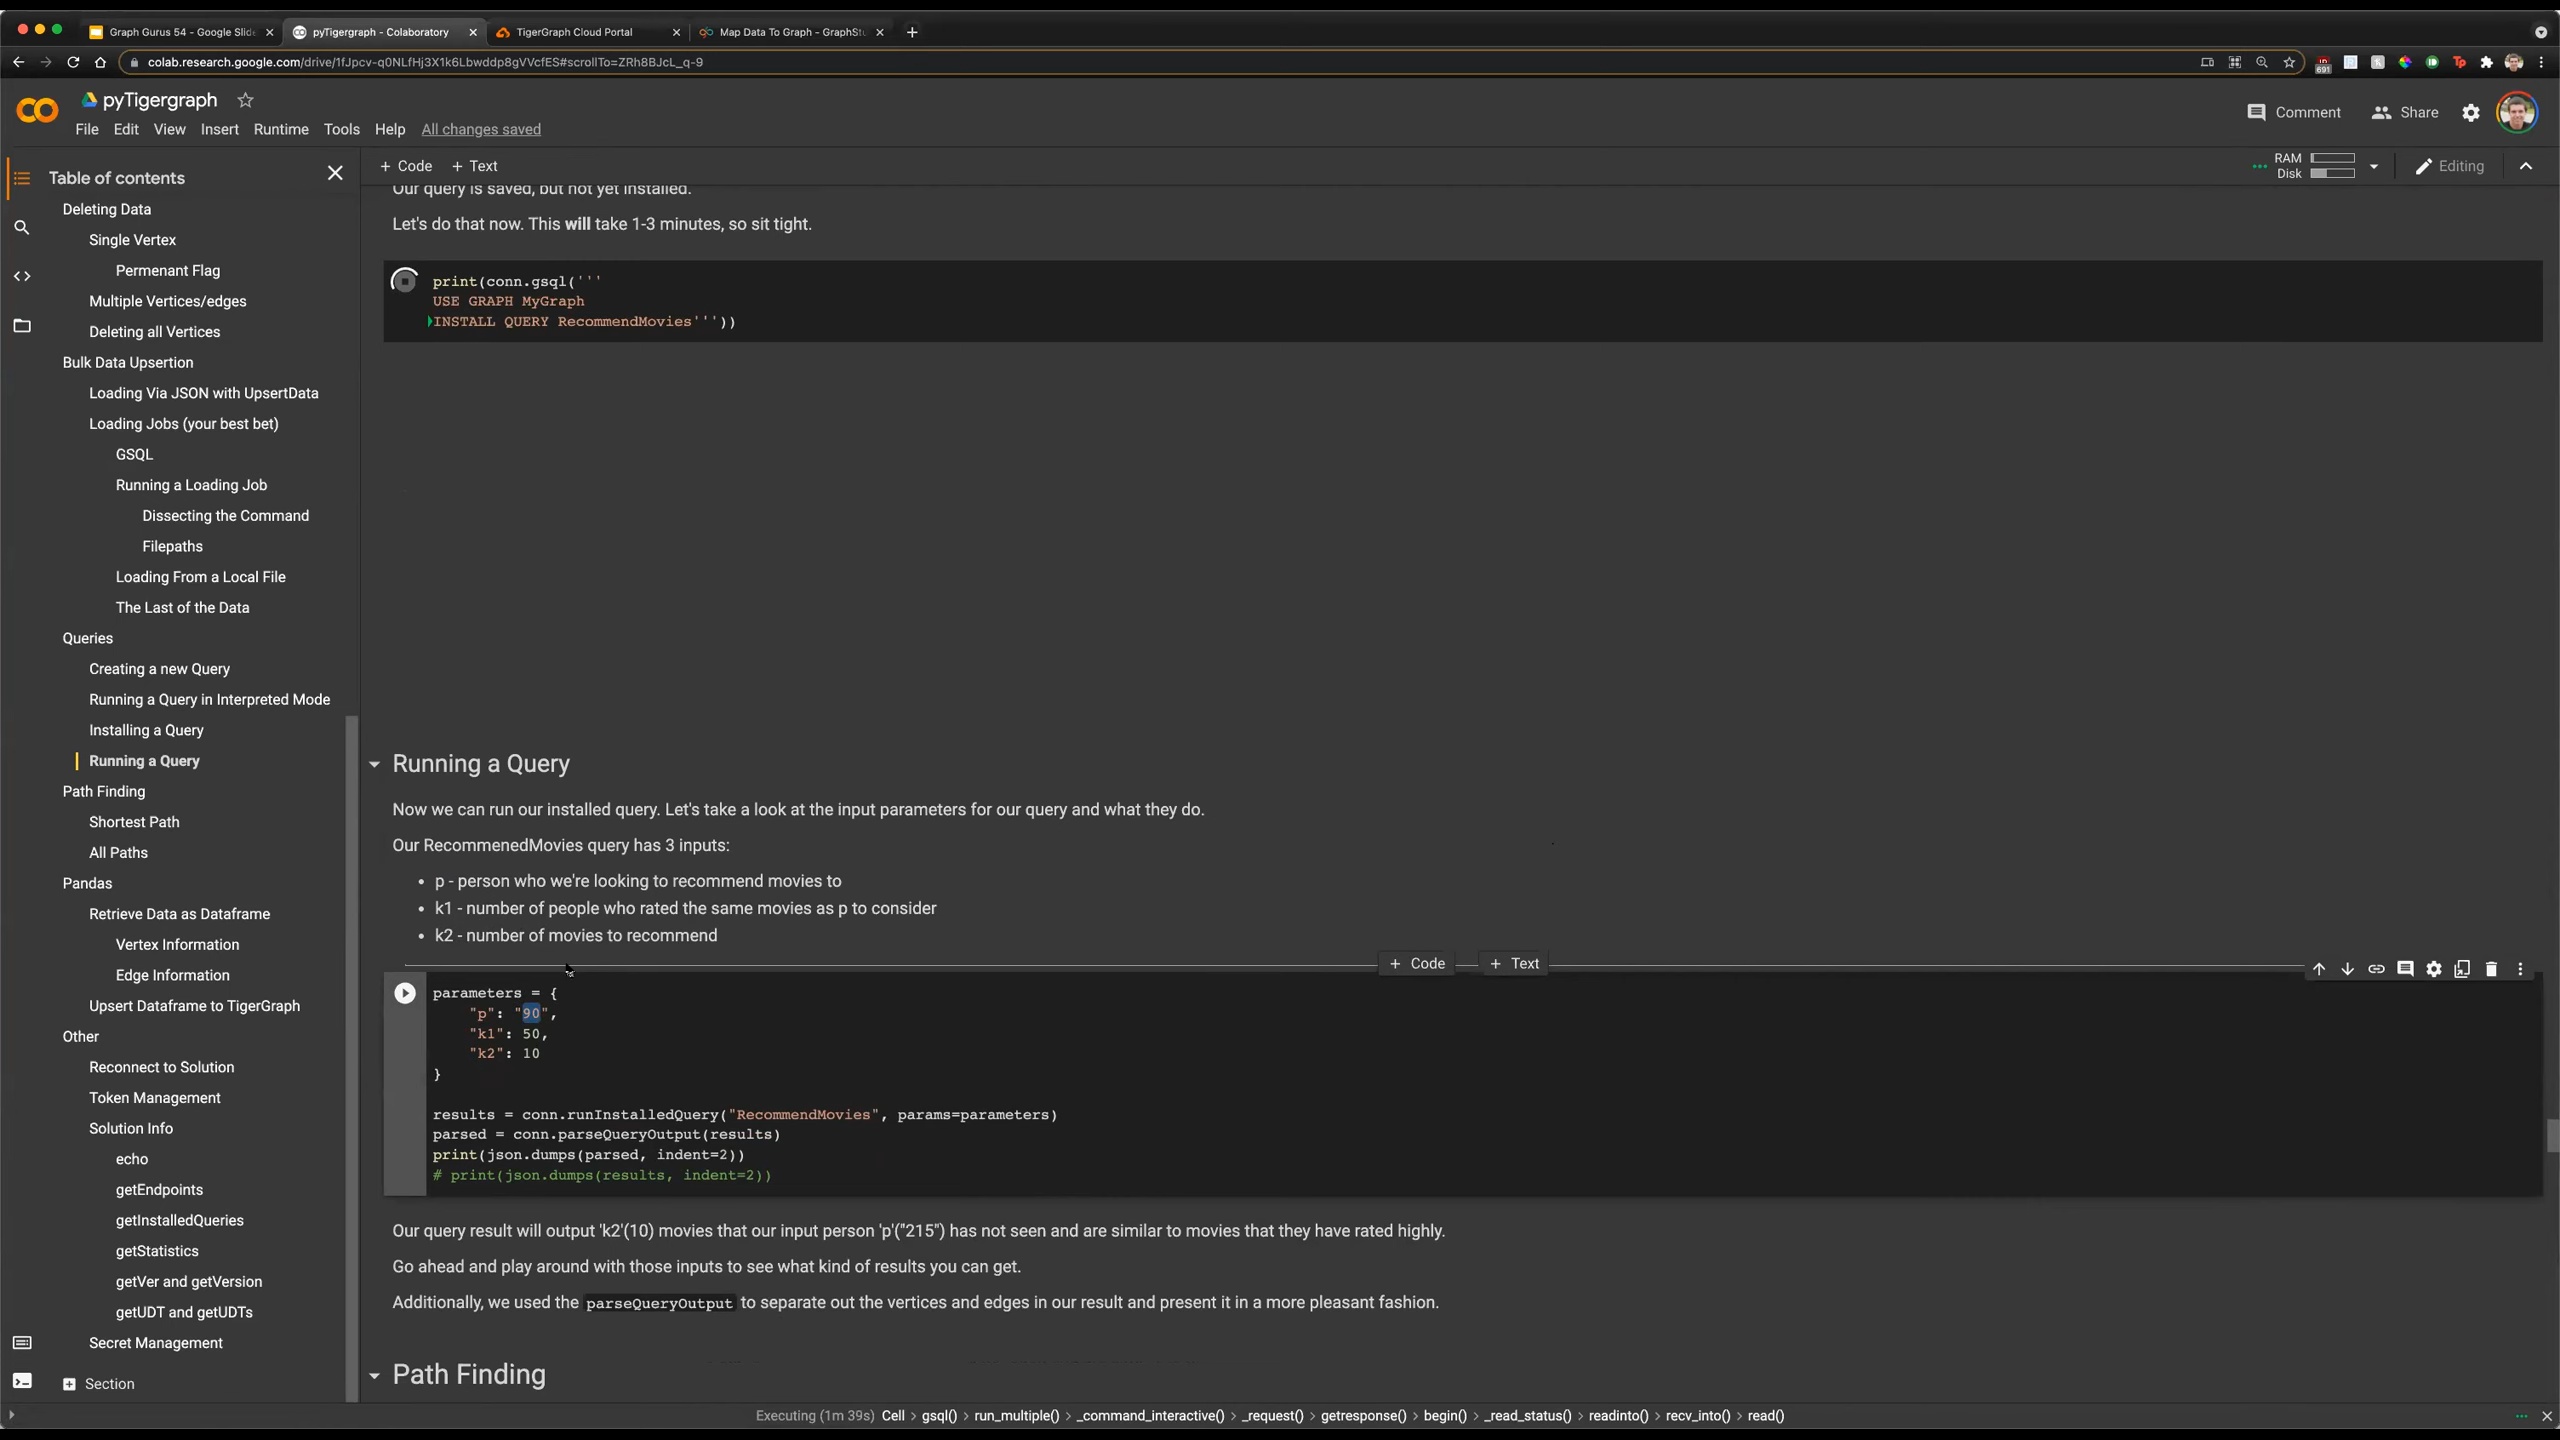 Graph Gurus 54 - Google Slide
pyTigergraph - Colaboratory
TigerGraph Cloud Portal
Map Data To Graph - GraphStu
colab.research.google.com/drive/1fJpcv-q0NLfHj3X1k6Lbwddp8gVVcfES#scrollTo=ZRh8BJcL_q-9
691
Tp
pyTigergraph
File Edit View Insert Runtime Tools Help All changes saved
Comment
Share
+ Code + Text
RAM
Disk
Editing
Table of contents
Deleting Data
Single Vertex
Permenant Flag
Multiple Vertices/edges
Deleting all Vertices
Bulk Data Upsertion
Loading Via JSON with UpsertData
Loading Jobs (your best bet)
GSQL
Running a Loading Job
Dissecting the Command
Filepaths
Loading From a Local File
The Last of the Data
Queries
Creating a new Query
Running a Query in Interpreted Mode
Installing a Query
Running a Query
Path Finding
Shortest Path
All Paths
Pandas
Retrieve Data as Dataframe
Vertex Information
Edge Information
Upsert Dataframe to TigerGraph
Other
Reconnect to Solution
Token Management
Solution Info
echo
getEndpoints
getInstalledQueries
getStatistics
getVer and getVersion
getUDT and getUDTs
Secret Management
Section
Our query is saved, but not yet installed.
Let's do that now. This will take 1-3 minutes, so sit tight.
print(conn.gsql('''
USE GRAPH MyGraph
INSTALL QUERY RecommendMovies'''))
Running a Query
Now we can run our installed query. Let's take a look at the input parameters for our query and what they do.
Our RecommenedMovies query has 3 inputs:
• p - person who we're looking to recommend movies to
• k1 - number of people who rated the same movies as p to consider
• k2 - number of movies to recommend
+ Code + Text
parameters = {
"p": "90",
"k1": 50,
"k2": 10
}
results = conn.runInstalledQuery("RecommendMovies", params=parameters)
parsed = conn.parseQueryOutput(results)
print(json.dumps(parsed, indent=2))
# print(json.dumps(results, indent=2))
Our query result will output 'k2'(10) movies that our input person 'p'("215") has not seen and are similar to movies that they have rated highly.
Go ahead and play around with those inputs to see what kind of results you can get.
Additionally, we used the parseQueryOutput to separate out the vertices and edges in our result and present it in a more pleasant fashion.
Path Finding
Executing (1m 39s) Cell > gsql() > run_multiple() > _command_interactive() > _request() > getresponse() > begin() > _read_status() > readinto() > recv_into() > read()